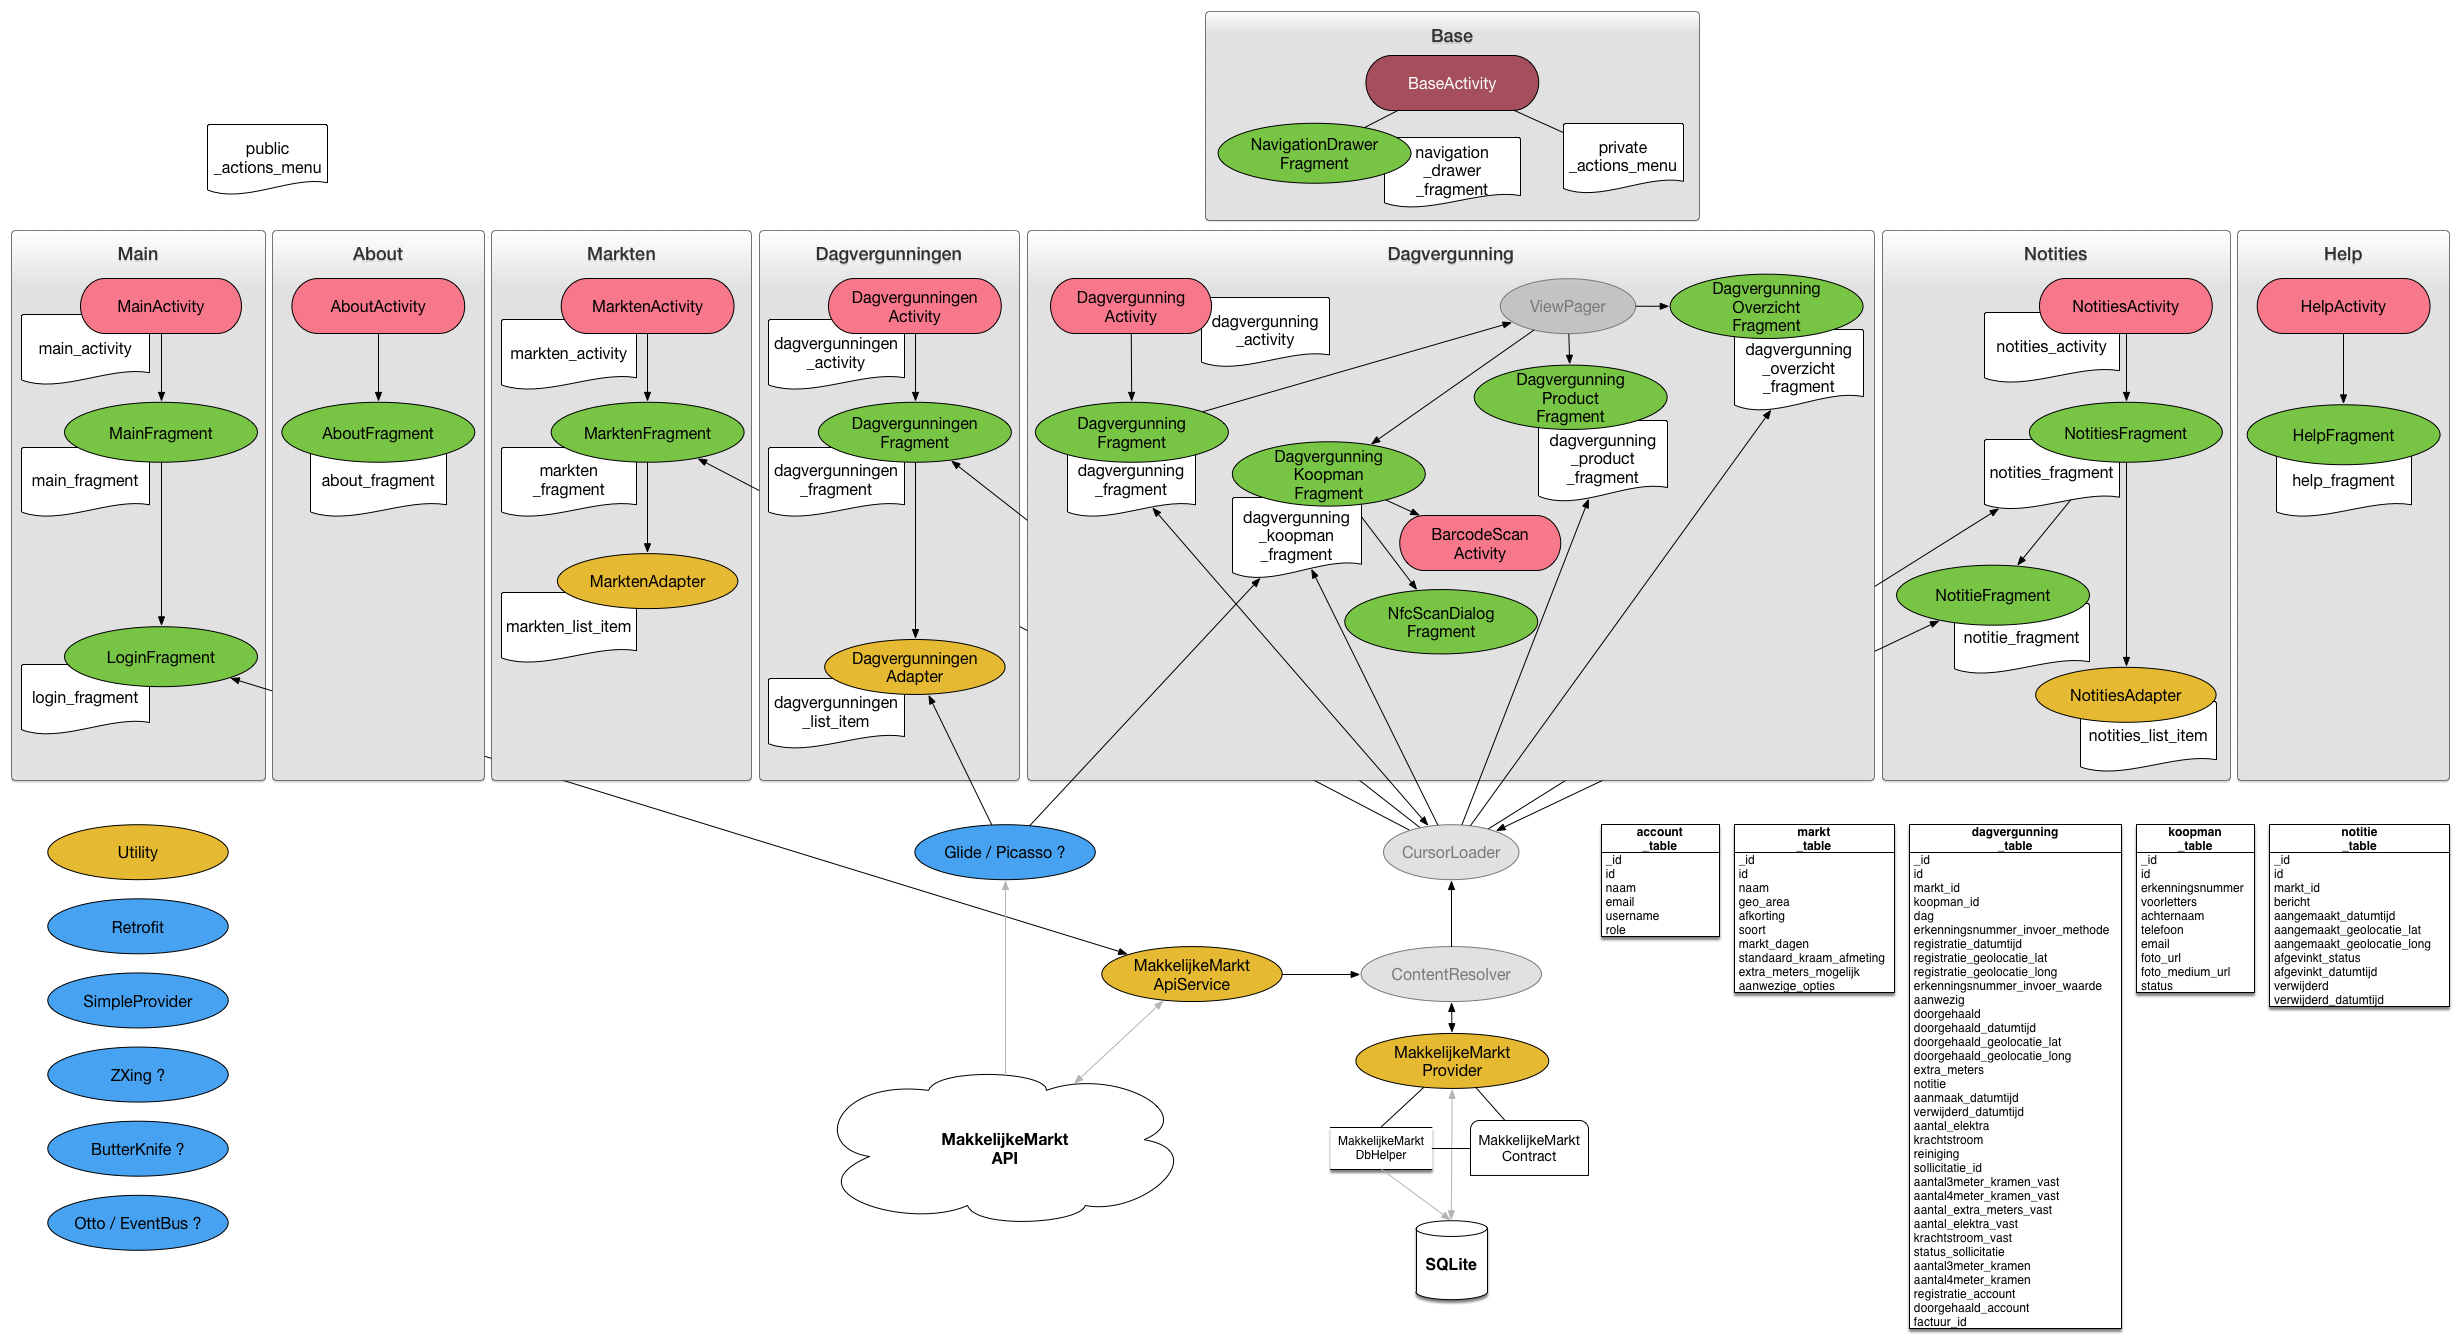 Base
BaseActivity
NavigationDrawer
Fragment
navigation
_drawer
_fragment
private
_actions_menu
public
_actions_menu
Main
MainActivity
main_activity
MainFragment
main_fragment
LoginFragment
login_fragment
About
AboutActivity
AboutFragment
about_fragment
Markten
MarktenActivity
markten_activity
MarktenFragment
markten
_fragment
MarktenAdapter
markten_list_item
Dagvergunningen
Dagvergunningen
Activity
dagvergunningen
_activity
Dagvergunningen
Fragment
dagvergunningen
_fragment
Dagvergunningen
Adapter
dagvergunningen
_list_item
Dagvergunning
Dagvergunning
Activity
dagvergunning
_activity
Dagvergunning
Fragment
dagvergunning
_fragment
ViewPager
Dagvergunning
Overzicht
Fragment
dagvergunning
_overzicht
_fragment
Dagvergunning
Product
Fragment
dagvergunning
_product
_fragment
Dagvergunning
Koopman
Fragment
dagvergunning
_koopman
_fragment
BarcodeScan
Activity
NfcScanDialog
Fragment
Notities
NotitiesActivity
notities_activity
NotitiesFragment
notities_fragment
NotitieFragment
notitie_fragment
NotitiesAdapter
notities_list_item
Help
HelpActivity
HelpFragment
help_fragment
Utility
Retrofit
SimpleProvider
ZXing ?
ButterKnife ?
Otto / EventBus ?
Glide / Picasso ?
CursorLoader
MakkelijkeMarkt
ApiService
ContentResolver
MakkelijkeMarkt
Provider
MakkelijkeMarkt
API
MakkelijkeMarkt
DbHelper
MakkelijkeMarkt
Contract
SQLite
account
_table
_id
id
naam
email
username
role
markt
_table
_id
id
naam
geo_area
afkorting
soort
markt_dagen
standaard_kraam_afmeting
extra_meters_mogelijk
aanwezige_opties
dagvergunning
_table
_id
id
markt_id
koopman_id
dag
erkenningsnummer_invoer_methode
registratie_datumtijd
registratie_geolocatie_lat
registratie_geolocatie_long
erkenningsnummer_invoer_waarde
aanwezig
doorgehaald
doorgehaald_datumtijd
doorgehaald_geolocatie_lat
doorgehaald_geolocatie_long
extra_meters
notitie
aanmaak_datumtijd
verwijderd_datumtijd
aantal_elektra
krachtstroom
reiniging
sollicitatie_id
aantal3meter_kramen_vast
aantal4meter_kramen_vast
aantal_extra_meters_vast
aantal_elektra_vast
krachtstroom_vast
status_sollicitatie
aantal3meter_kramen
aantal4meter_kramen
registratie_account
doorgehaald_account
factuur_id
koopman
_table
_id
id
erkenningsnummer
voorletters
achternaam
telefoon
email
foto_url
foto_medium_url
status
notitie
_table
_id
id
markt_id
bericht
aangemaakt_datumtijd
aangemaakt_geolocatie_lat
aangemaakt_geolocatie_long
afgevinkt_status
afgevinkt_datumtijd
verwijderd
verwijderd_datumtijd